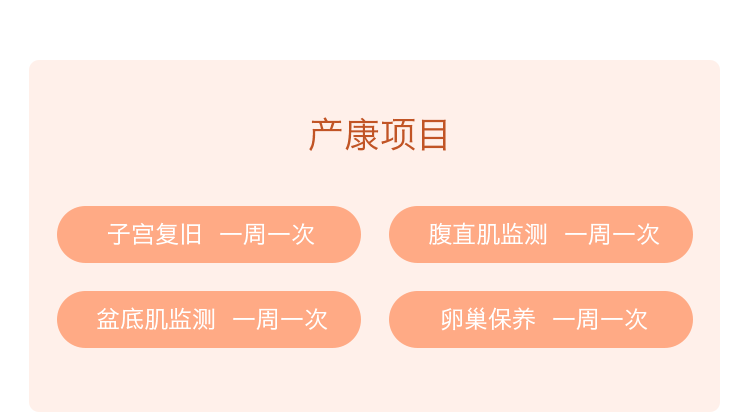 产康项目
子宫复旧 一周一次
腹直肌监测 一周一次
盆底肌监测 一周一次
卵巢保养 一周一次